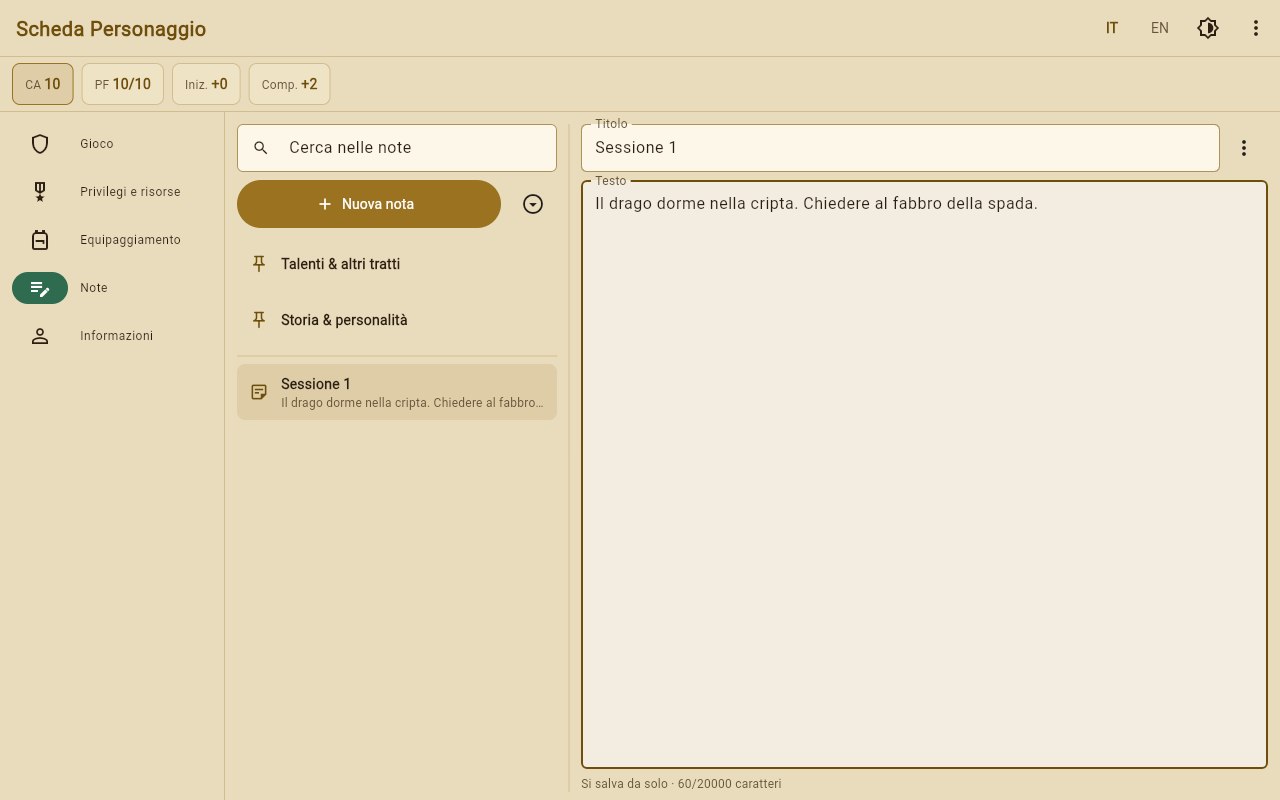 Scheda Personaggio
IT
EN
CA 10
PF 10/10
Iniz. +0
Comp. +2
Gioco
Privilegi e risorse
Equipaggiamento
Note
Informazioni
Cerca nelle note
Nuova nota
Talenti & altri tratti
Storia & personalità
Sessione 1
Il drago dorme nella cripta. Chiedere al fabbro…
Titolo
Sessione 1
Testo
Il drago dorme nella cripta. Chiedere al fabbro della spada.
Si salva da solo · 60/20000 caratteri